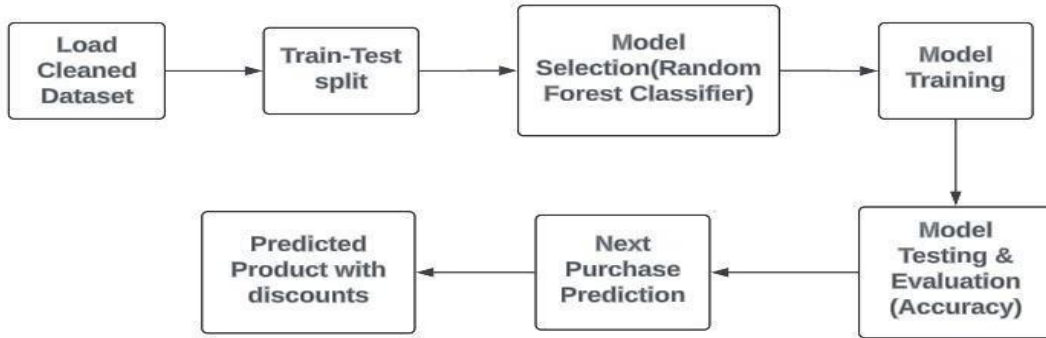 Load
Cleaned
Dataset
Train-Test
split
Model
Selection(Random
Forest Classifier)
Model
Training
Model
Testing &
Evaluation
(Accuracy)
Next
Purchase
Prediction
Predicted
Product with
discounts